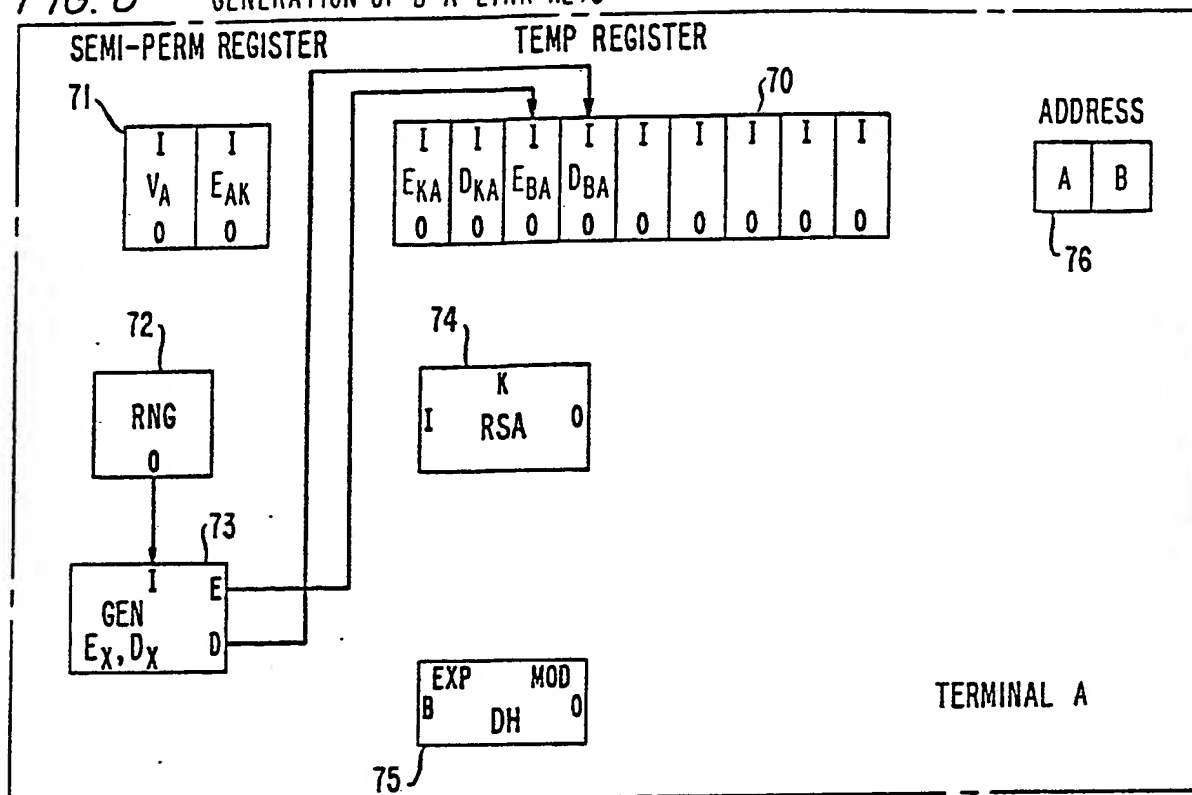 FIG. 6 GENERATION OF B-A LINK KEYS
SEMI-PERM REGISTER
TEMP REGISTER
71
70
ADDRESS
I I
V_A E_AK
0 0
I I I I I I I I I
E_KA D_KA E_BA D_BA
0 0 0 0 0 0 0 0 0
A B
76
72
RNG
0
74
K
I RSA 0
73
I E
GEN
E_X, D_X D
EXP MOD
B DH 0
75
TERMINAL A